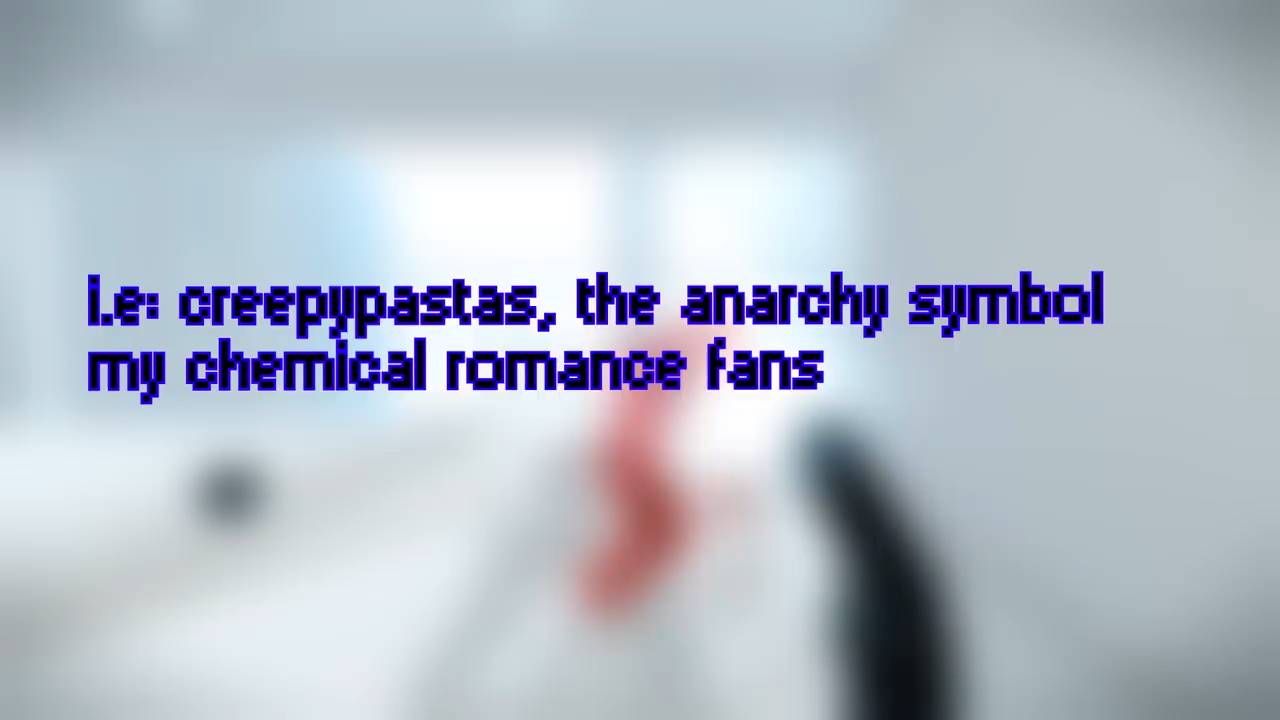 i.e: creepypastas, the anarchy symbol
my chemical romance fans